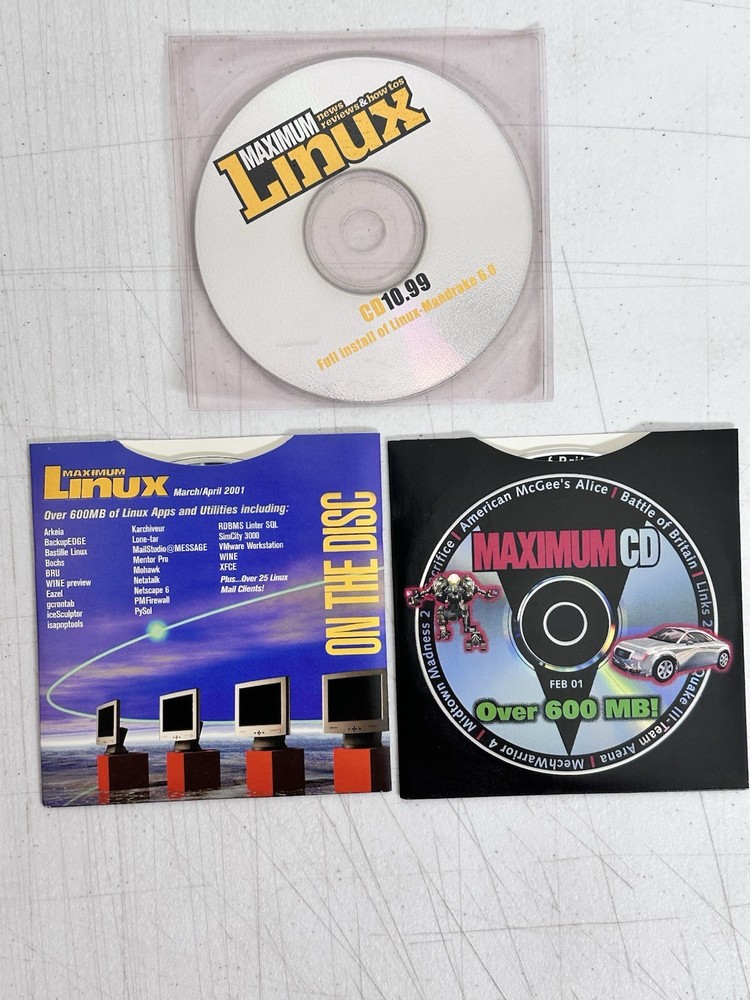 MAXIMUM
news
reviews & how tos
Linux
CD10.99
Full install of Linux-Mandrake 6.0
MAXIMUM
Linux March/April 2001
Over 600MB of Linux Apps and Utilities including:
Arkeia
BackupEDGE
Bastille Linux
Bochs
BRU
WINE preview
Eazel
gcrontab
iceSculptor
isapnptools
Karchiveur
Lone-tar
MailStudio@MESSAGE
Mentor Pro
Mohawk
Netatalk
Netscape 6
PMFirewall
PySol
RDBMS Linter SQL
SimCity 3000
VMware Workstation
WINE
XFCE
Plus...Over 25 Linux
Mail Clients!
ON THE DISC
American McGee's Alice | Battle of Britain | Links 2
Quake III-Team Arena | MechWarrior 4 | Midtown Madness 2
crifice |
MAXIMUM CD
FEB 01
Over 600 MB!